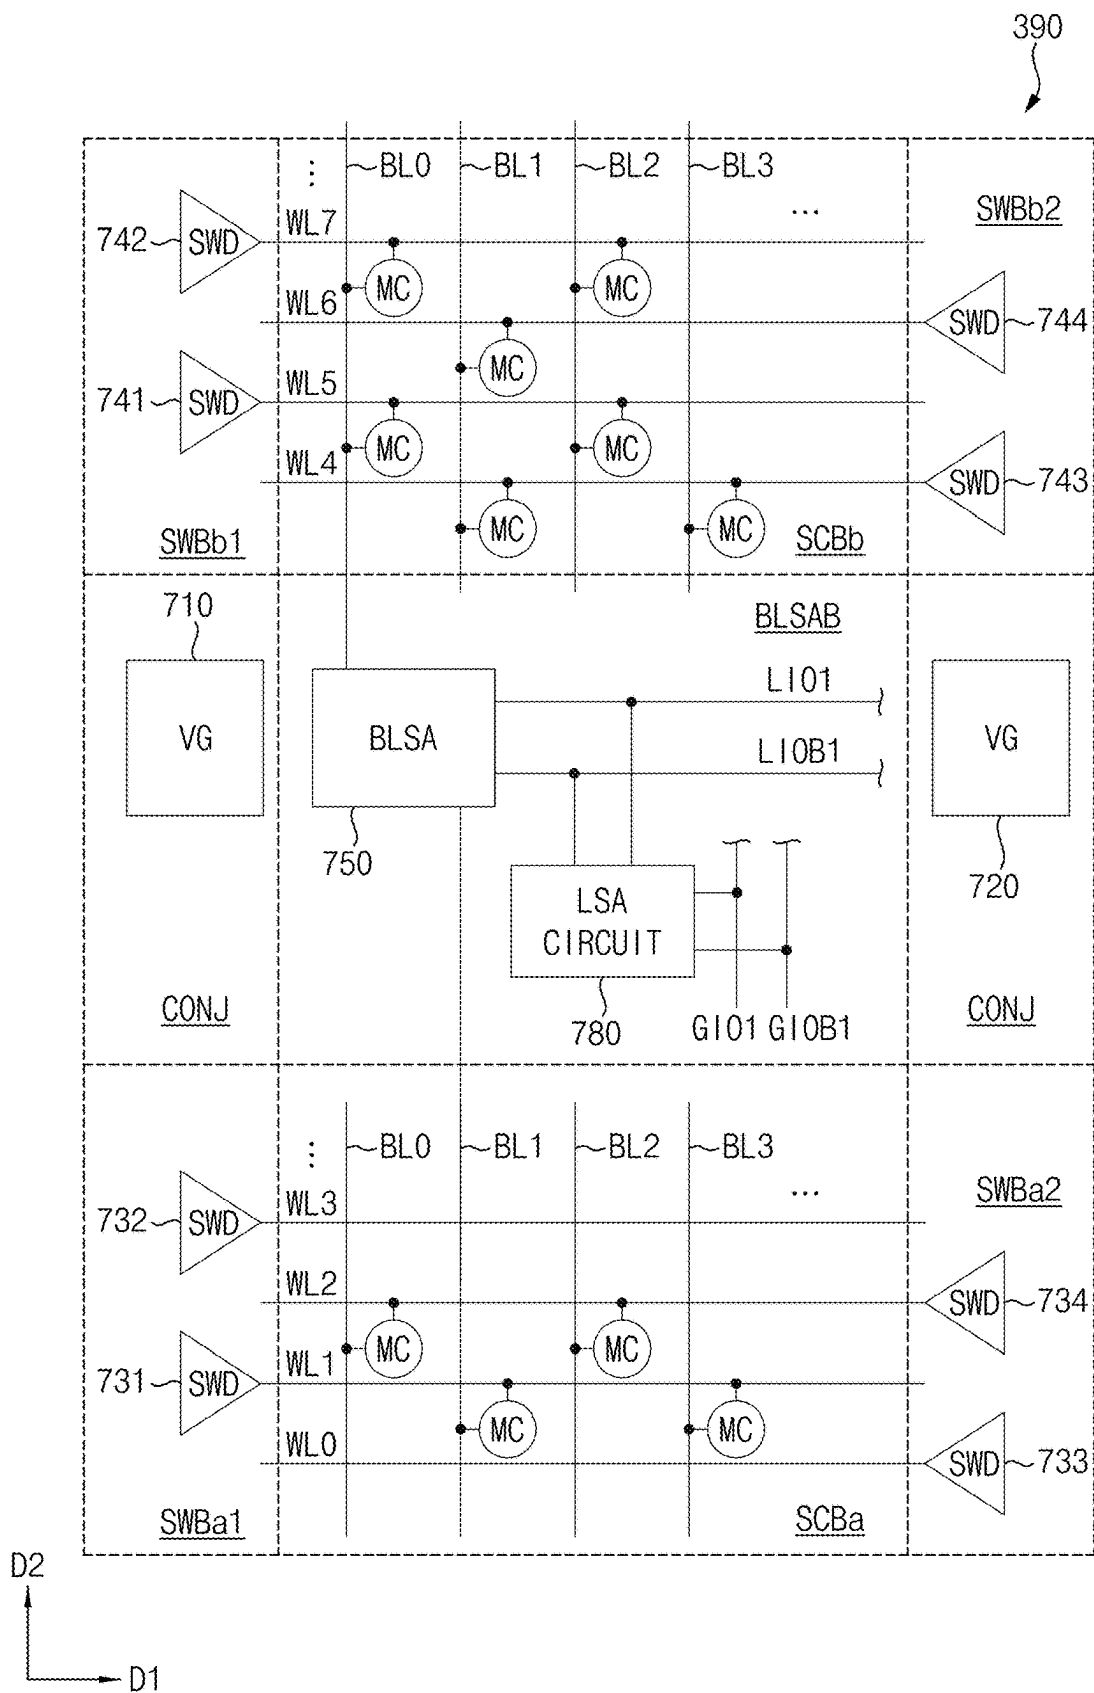 390
BL0 BL1 BL2 BL3
SWBb2
WL7
742 SWD
MC MC
WL6
SWD 744
MC
WL5
741 SWD
MC MC
WL4
SWD 743
MC MC
SWBb1 SCBb
710
BLSAB
VG BLSA LIO1 VG
LIOB1
750
720
LSA
CIRCUIT
CONJ CONJ
780 GIO1 GIOB1
BL0 BL1 BL2 BL3
SWBa2
WL3
732 SWD
WL2
SWD 734
MC MC
WL1
731 SWD
MC MC
WL0
SWD 733
SWBa1 SCBa
D2
D1